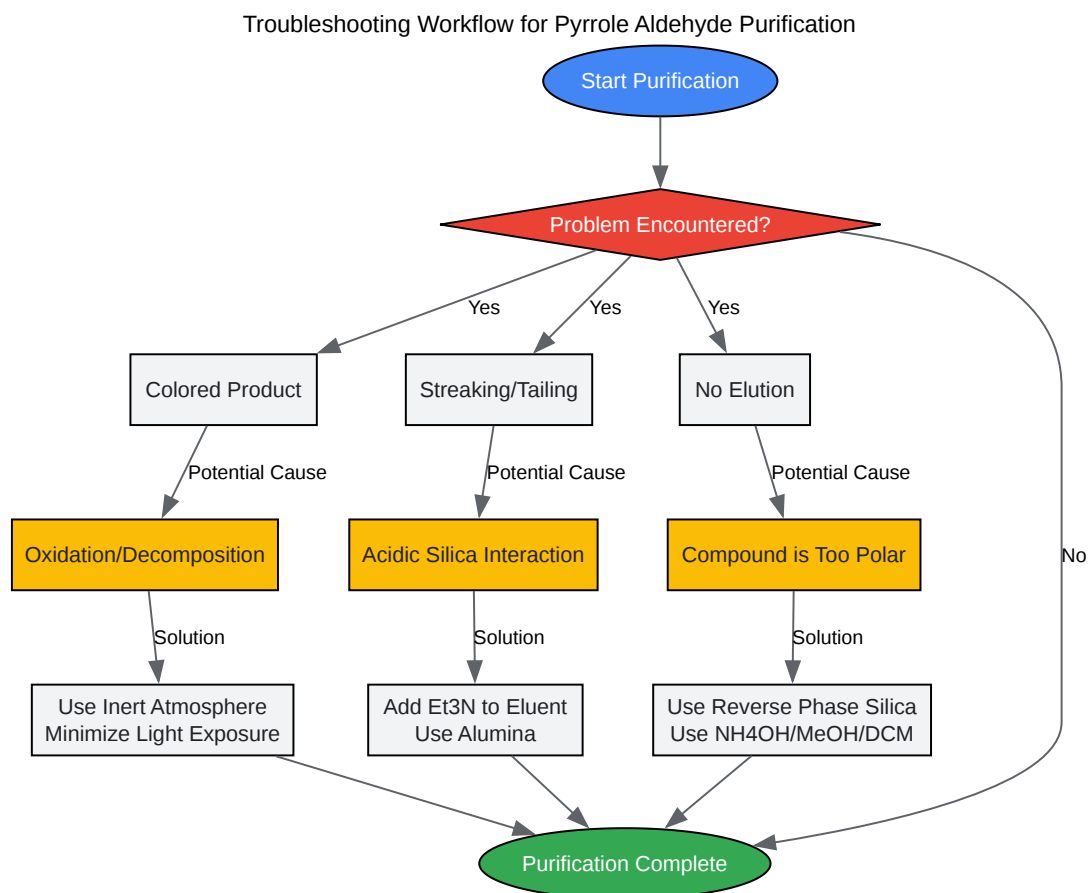 Troubleshooting Workflow for Pyrrole Aldehyde Purification
Start Purification
Problem Encountered?
Yes
Yes
Yes
Colored Product
Streaking/Tailing
No Elution
Potential Cause
Potential Cause
Potential Cause
Oxidation/Decomposition
Acidic Silica Interaction
Compound is Too Polar
No
Solution
Solution
Solution
Use Inert Atmosphere
Minimize Light Exposure
Add Et3N to Eluent
Use Alumina
Use Reverse Phase Silica
Use NH4OH/MeOH/DCM
Purification Complete